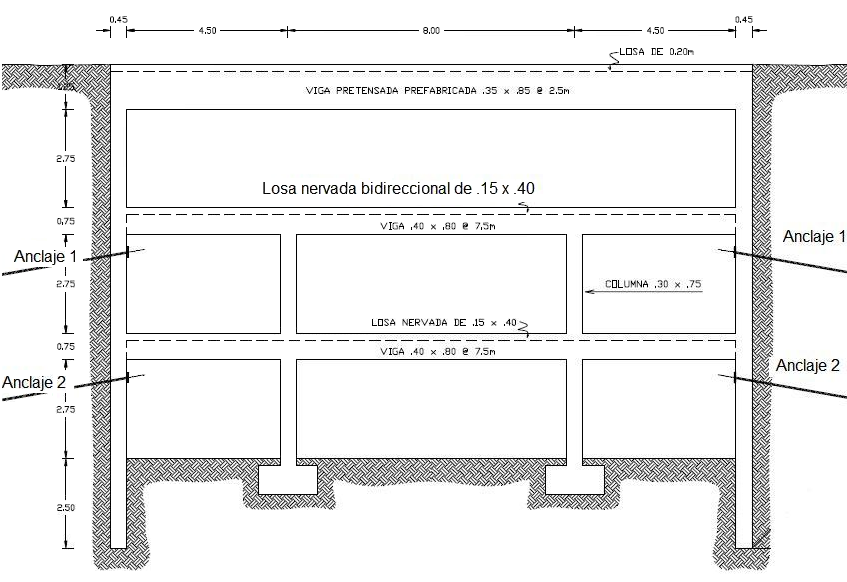 0.45
4.50
8.00
4.50
0.45
LOSA DE 0.20m
VIGA PRETENSADA PREFABRICADA .35 x .85 @ 2.5m
2.75
Losa nervada bidireccional de .15 x .40
0.75
VIGA .40 x .80 @ 7.5m
Anclaje 1
Anclaje 1
2.75
COLUMNA .30 x .75
LOSA NERVADA DE .15 x .40
0.75
VIGA .40 x .80 @ 7.5m
Anclaje 2
Anclaje 2
2.75
2.50